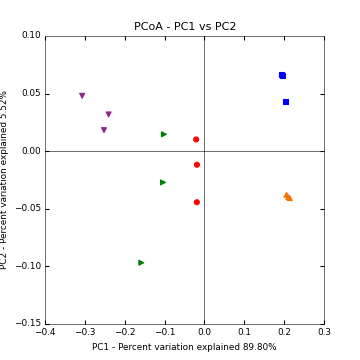 PCoA - PC1 vs PC2
0.10
0.05
0.00
−0.05
−0.10
−0.15
PC2 - Percent variation explained 5.52%
−0.4 −0.3 −0.2 −0.1 0.0 0.1 0.2 0.3
PC1 - Percent variation explained 89.80%